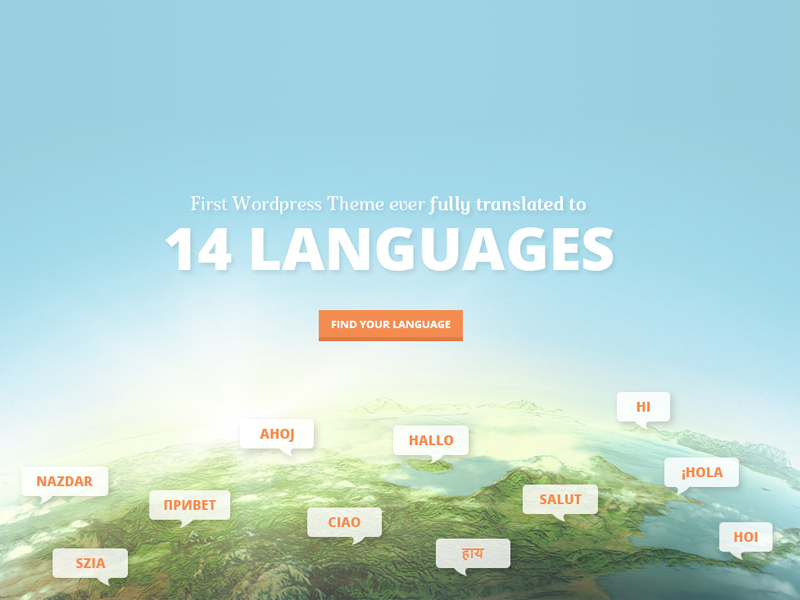 First Wordpress Theme ever fully translated to
14 LANGUAGES
FIND YOUR LANGUAGE
HI
AHOJ
HALLO
¡HOLA
NAZDAR
SALUT
ПРИВЕТ
CIAO
HOI
हाय
SZIA